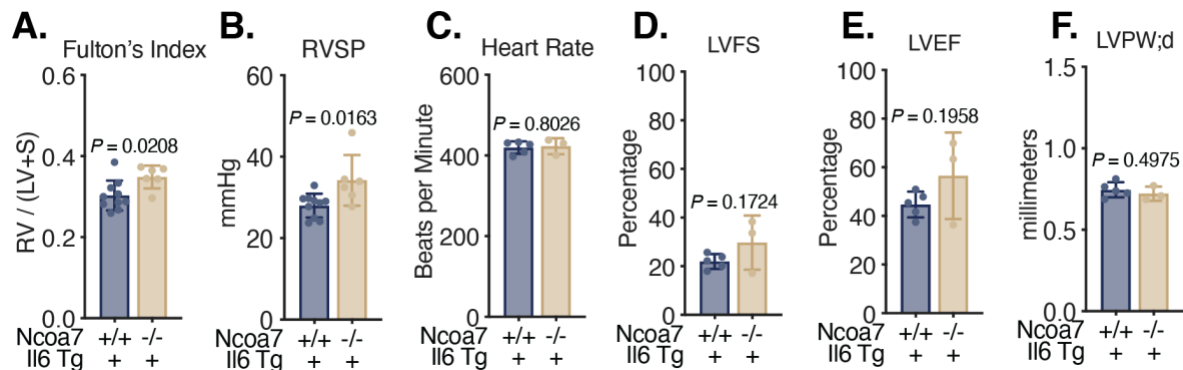 A.
Fulton's Index
RV / (LV+S)
0.6
0.4
0.2
0.0
P = 0.0208
B.
RVSP
mmHg
60
40
20
0
P = 0.0163
C.
Heart Rate
Beats per Minute
600
400
200
0
P = 0.8026
D.
LVFS
Percentage
100
80
60
40
20
0
P = 0.1724
E.
LVEF
Percentage
100
80
60
40
20
0
P = 0.1958
F.
LVPW;d
millimeters
1.5
1.0
0.5
0.0
P = 0.4975
Ncoa7 +/+ -/-
Il6 Tg + +
Ncoa7 +/+ -/-
Il6 Tg + +
Ncoa7 +/+ -/-
Il6 Tg + +
Ncoa7 +/+ -/-
Il6 Tg + +
Ncoa7 +/+ -/-
Il6 Tg + +
Ncoa7 +/+ -/-
Il6 Tg + +